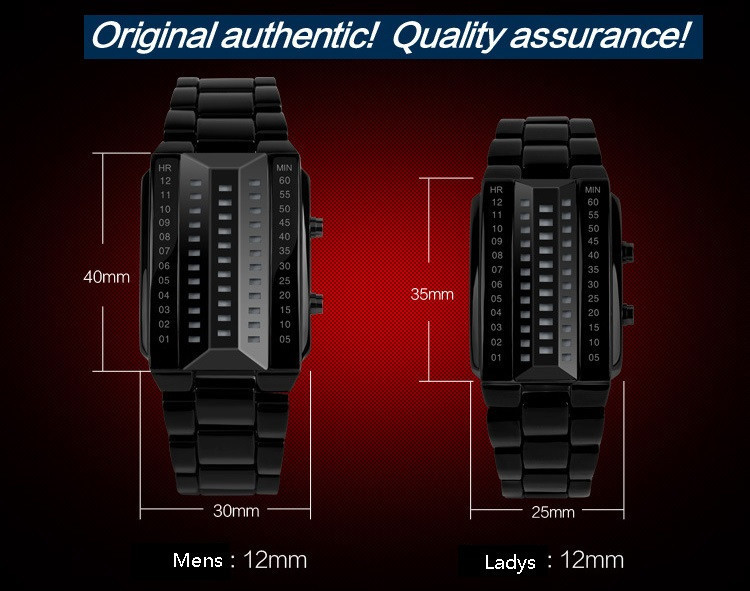 Original authentic! Quality assurance!
HR MIN
12 60
11 55
10 50
09 45
08 40
07 35
06 30
05 25
04 20
03 15
02 10
01 05
40mm
30mm
Mens : 12mm
HR MIN
12 60
11 55
10 50
09 45
08 40
07 35
06 30
05 25
04 20
03 15
02 10
01 05
35mm
25mm
Ladys : 12mm